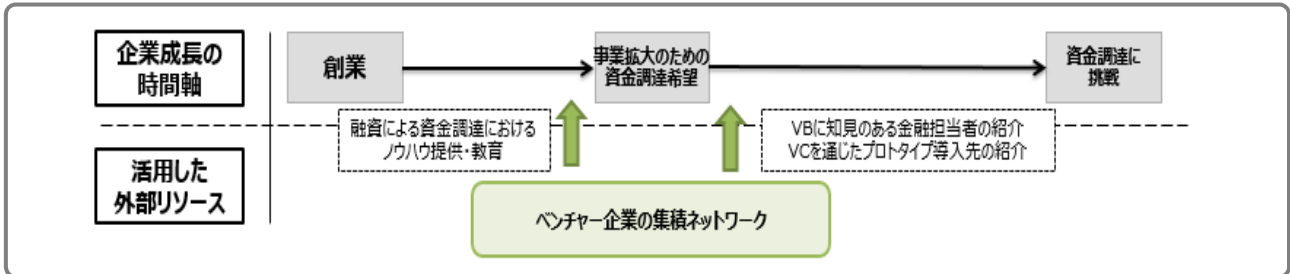 企業成長の
時間軸
創業
事業拡大のための
資金調達希望
資金調達に
挑戦
融資による資金調達における
ノウハウ提供・教育
VBに知見のある金融担当者の紹介
VCを通じたプロトタイプ導入先の紹介
活用した
外部リソース
ベンチャー企業の集積ネットワーク